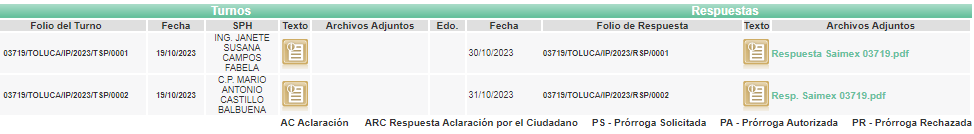 Turnos Respuestas
Folio del Turno Fecha SPH Texto Archivos Adjuntos Edo. Fecha Folio de Respuesta Texto Archivos Adjuntos
03719/TOLUCA/IP/2023/TSP/0001 19/10/2023 ING. JANETE SUSANA CAMPOS FABELA 30/10/2023 03719/TOLUCA/IP/2023/RSP/0001 Respuesta Saimex 03719.pdf
03719/TOLUCA/IP/2023/TSP/0002 19/10/2023 C.P. MARIO ANTONIO CASTILLO BALBUENA 31/10/2023 03719/TOLUCA/IP/2023/RSP/0002 Resp. Saimex 03719.pdf
AC Aclaración ARC Respuesta Aclaración por el Ciudadano PS - Prórroga Solicitada PA - Prórroga Autorizada PR - Prórroga Rechazada